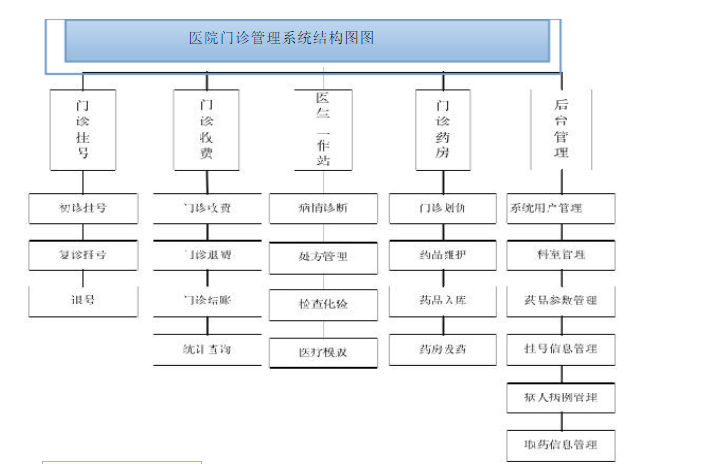 医院门诊管理系统结构图图
门诊挂号
门诊收费
医生工作站
门诊药房
后台管理
初诊挂号
门诊收费
病情诊断
门诊划价
系统用户管理
复诊挂号
门诊退费
处方管理
药品维护
科室管理
退号
门诊结账
检查化验
药品入库
药品参数管理
统计查询
医疗模板
药房发药
挂号信息管理
病人病例管理
取药信息管理